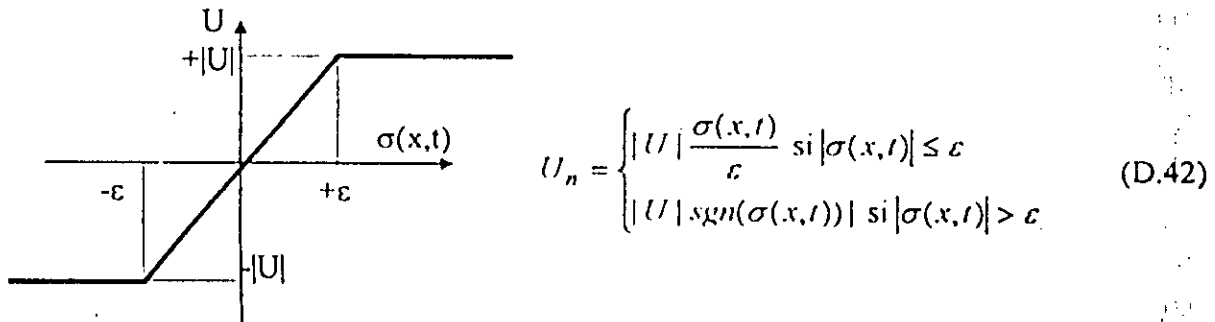 U
+|U|
σ(x,t)
-ε
+ε
-|U|
U_n = { |U| σ(x,t)/ε si |σ(x,t)| ≤ ε
|U| sgn(σ(x,t))| si |σ(x,t)| > ε
(D.42)